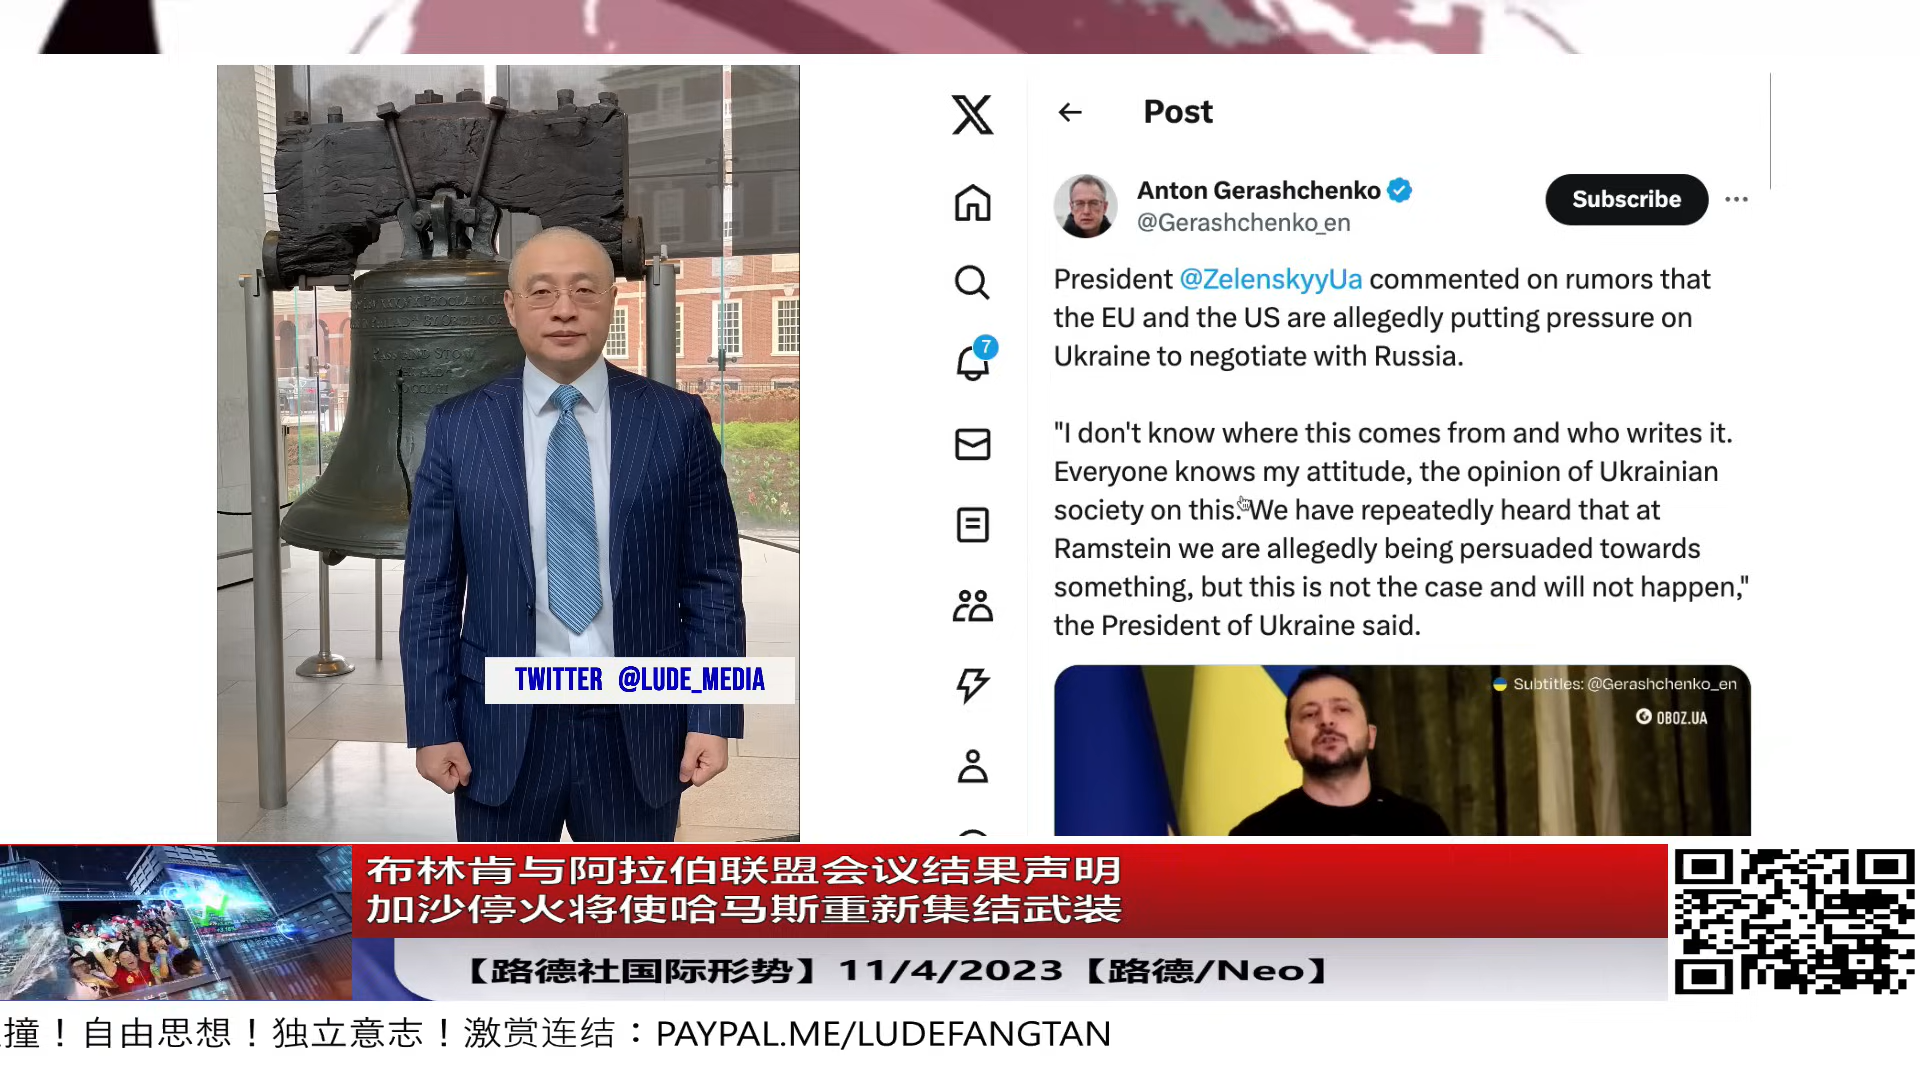 Post
Anton Gerashchenko
Subscribe
@Gerashchenko_en
President @ZelenskyyUa commented on rumors that
the EU and the US are allegedly putting pressure on
Ukraine to negotiate with Russia.
7
"I don't know where this comes from and who writes it.
Everyone knows my attitude, the opinion of Ukrainian
society on this. We have repeatedly heard that at
Ramstein we are allegedly being persuaded towards
something, but this is not the case and will not happen,"
the President of Ukraine said.
Subtitles: @Gerashchenko_en
OBOZ.UA
PASS AND STOW
TWITTER @LUDE_MEDIA
布林肯与阿拉伯联盟会议结果声明
加沙停火将使哈马斯重新集结武装
【路德社国际形势】11/4/2023【路德/Neo】
撞！自由思想！独立意志！激赏连结：PAYPAL.ME/LUDEFANGTAN